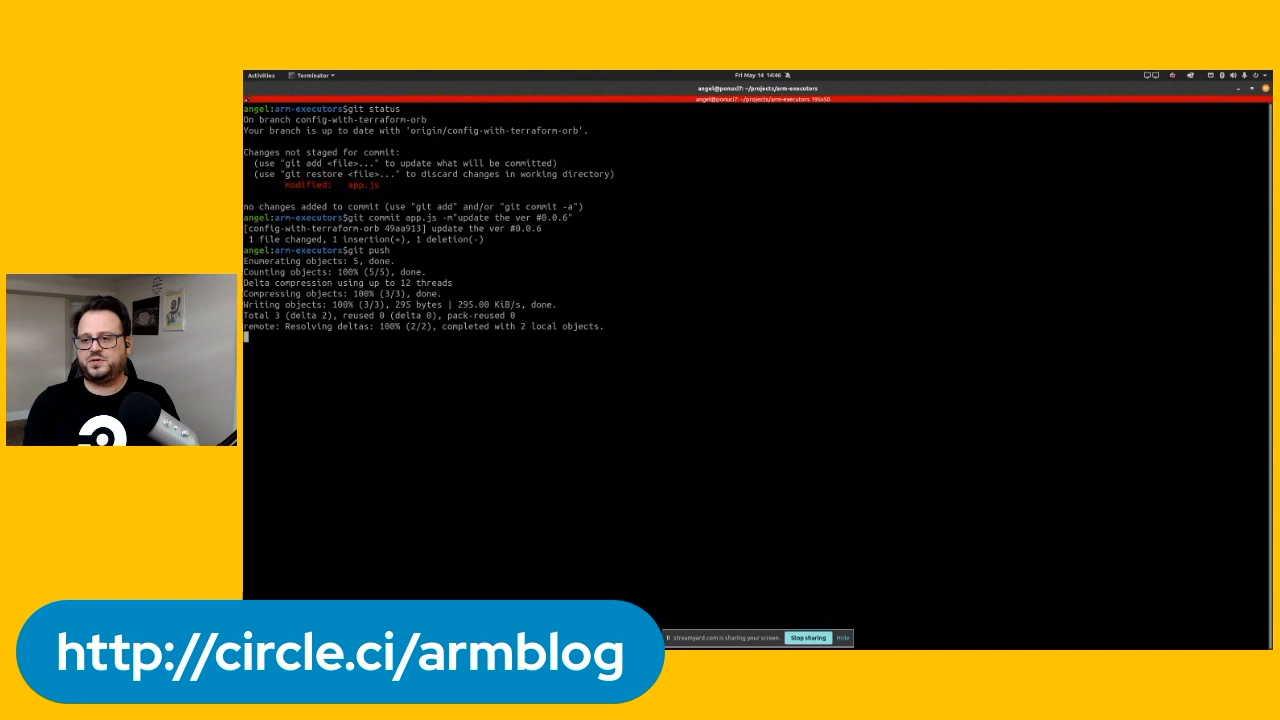 Activities
Terminator
Fri May 14 14:46
angel@ponucl7: ~/projects/arm-executors
angel@ponucl7: ~/projects/arm-executors 195x50
angel:arm-executors$git status
On branch config-with-terraform-orb
Your branch is up to date with 'origin/config-with-terraform-orb'.
Changes not staged for commit:
(use "git add <file>..." to update what will be committed)
(use "git restore <file>..." to discard changes in working directory)
modified: app.js
no changes added to commit (use "git add" and/or "git commit -a")
angel:arm-executors$git commit app.js -m"update the ver #0.0.6"
[config-with-terraform-orb 49aa913] update the ver #0.0.6
1 file changed, 1 insertion(+), 1 deletion(-)
angel:arm-executors$git push
Enumerating objects: 5, done.
Counting objects: 100% (5/5), done.
Delta compression using up to 12 threads
Compressing objects: 100% (3/3), done.
Writing objects: 100% (3/3), 295 bytes | 295.00 KiB/s, done.
Total 3 (delta 2), reused 0 (delta 0), pack-reused 0
remote: Resolving deltas: 100% (2/2), completed with 2 local objects.
streamyard.com is sharing your screen.
Stop sharing
Hide
http://circle.ci/armblog